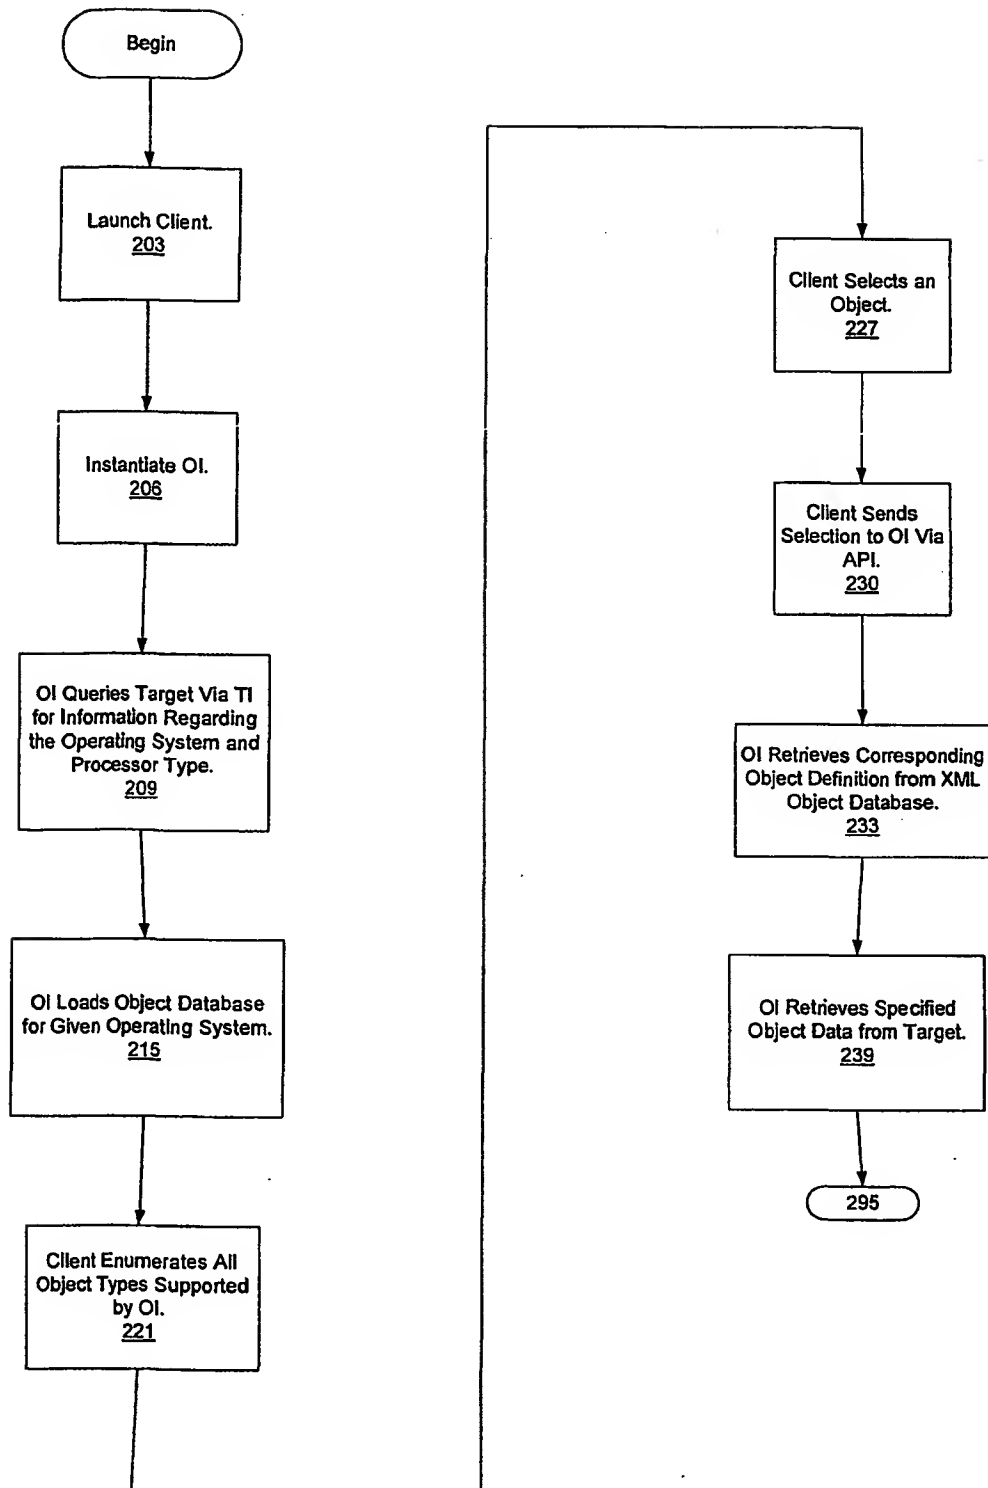 Begin
Launch Client.
203
Instantiate OI.
206
OI Queries Target Via TI
for Information Regarding
the Operating System and
Processor Type.
209
OI Loads Object Database
for Given Operating System.
215
Client Enumerates All
Object Types Supported
by OI.
221
Client Selects an
Object.
227
Client Sends
Selection to OI Via
API.
230
OI Retrieves Corresponding
Object Definition from XML
Object Database.
233
OI Retrieves Specified
Object Data from Target.
239
295